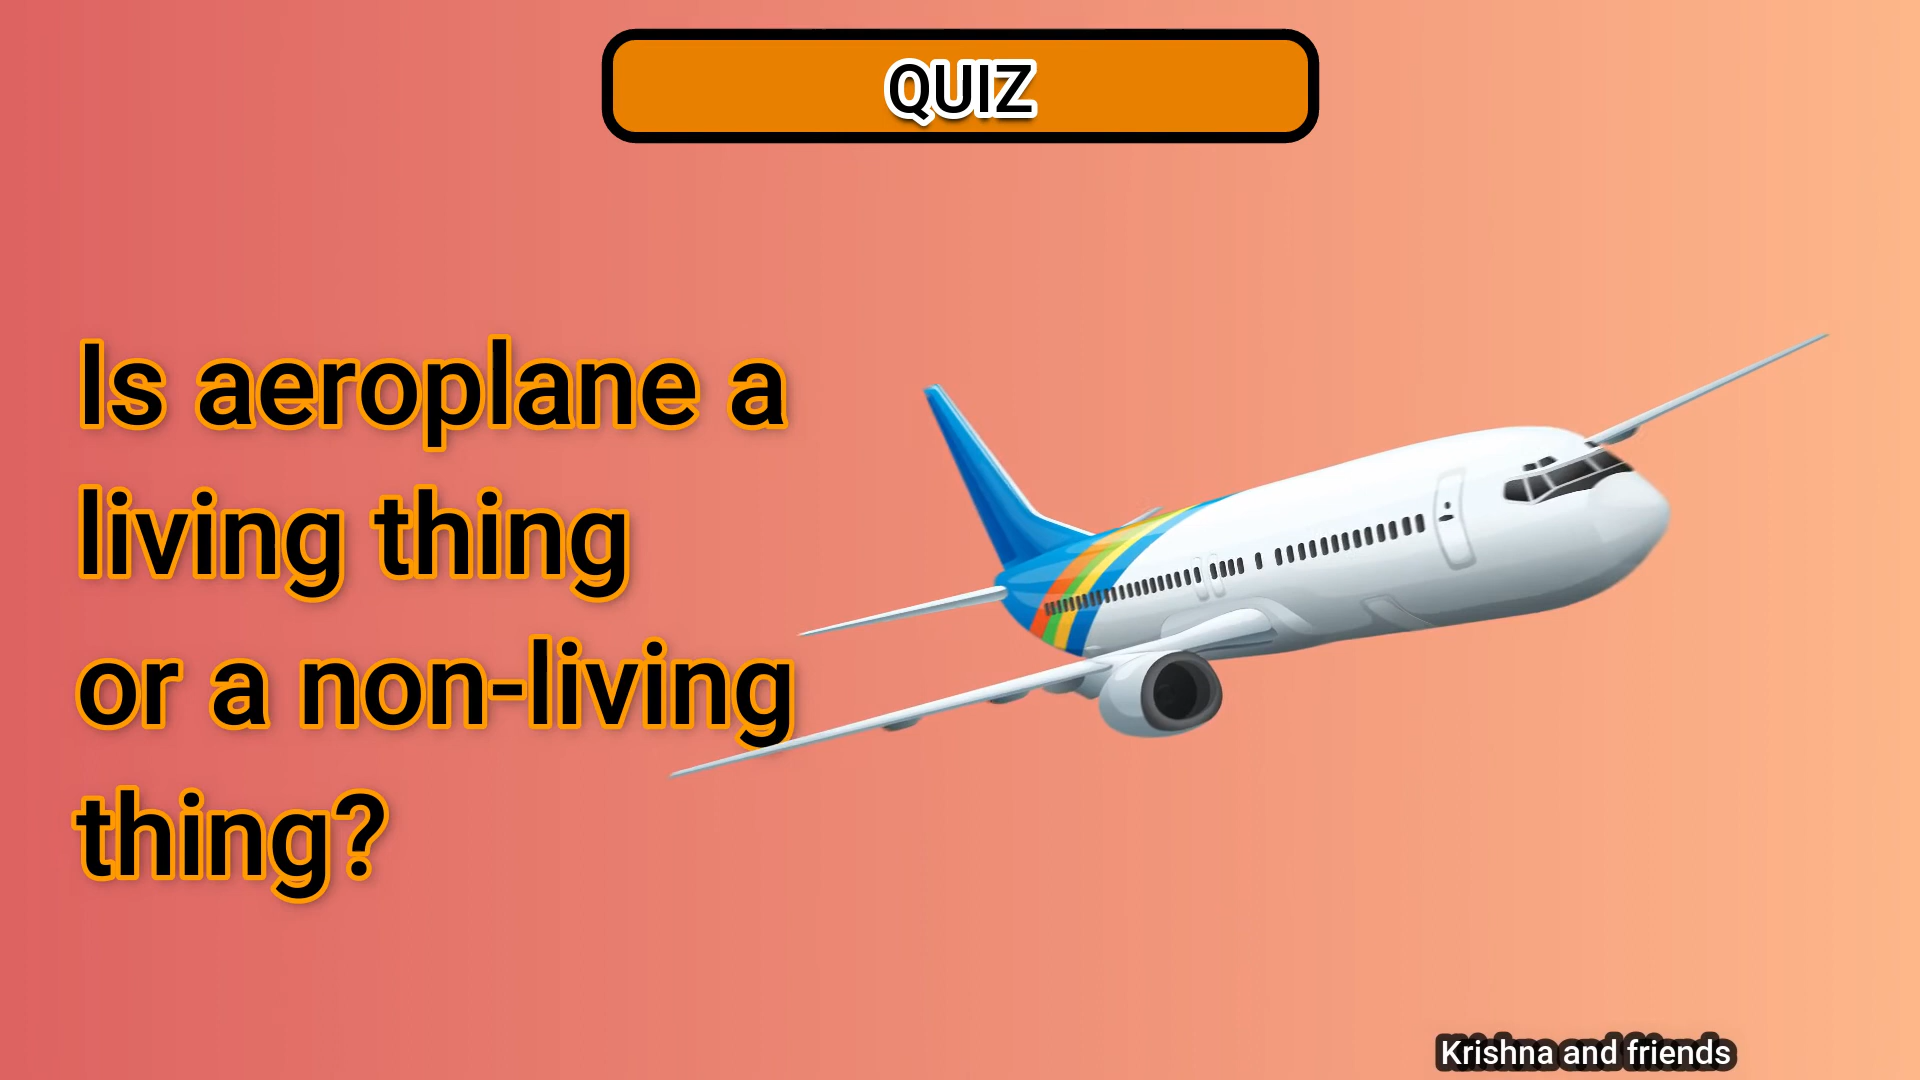 QUIZ
Is aeroplane a
living thing
or a non-living
thing?
Krishna and friends